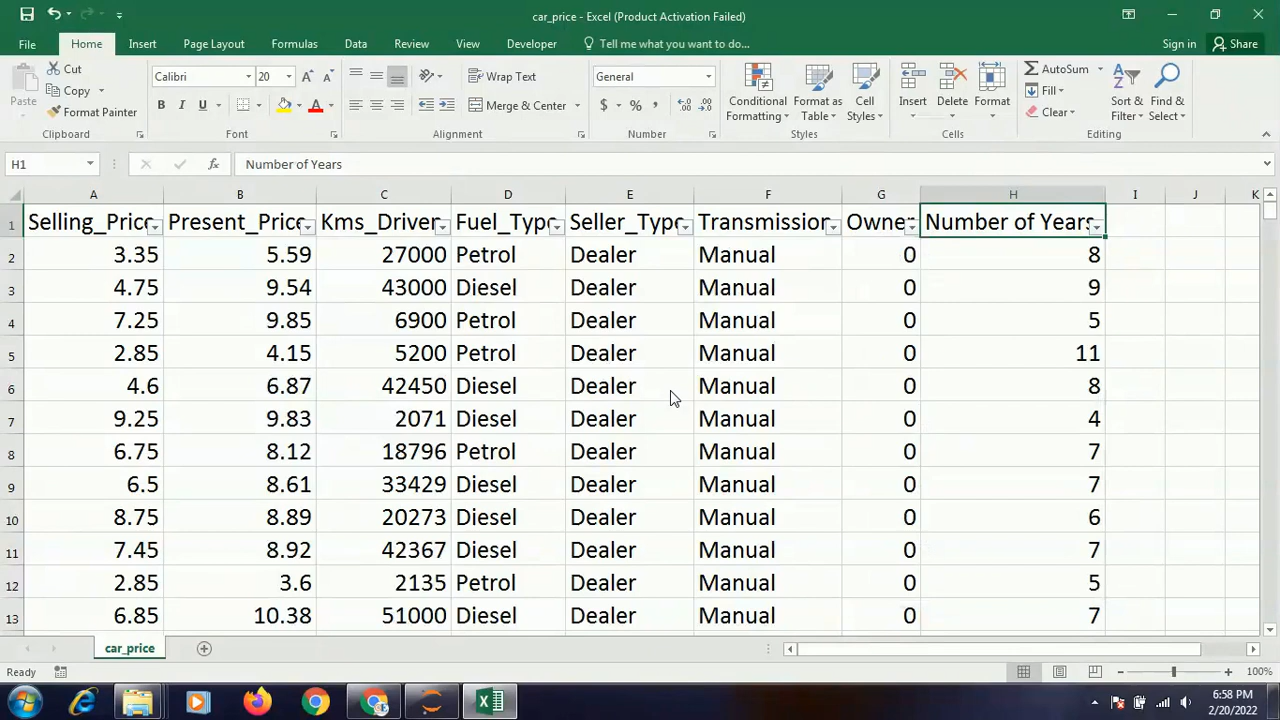 car_price - Excel (Product Activation Failed)
File Home Insert Page Layout Formulas Data Review View Developer Tell me what you want to do... Sign in Share
Paste
Cut
Copy
Format Painter
Clipboard
Calibri 20
B I U
Font
Wrap Text
Merge & Center
Alignment
General
$ % ,
Number
Conditional Formatting
Format as Table
Cell Styles
Styles
Insert
Delete
Format
Cells
AutoSum
Fill
Clear
Sort & Filter
Find & Select
Editing
H1 fx Number of Years
A B C D E F G H I J K
1 Selling_Price Present_Price Kms_Driven Fuel_Type Seller_Type Transmission Owner Number of Years
2 3.35 5.59 27000 Petrol Dealer Manual 0 8
3 4.75 9.54 43000 Diesel Dealer Manual 0 9
4 7.25 9.85 6900 Petrol Dealer Manual 0 5
5 2.85 4.15 5200 Petrol Dealer Manual 0 11
6 4.6 6.87 42450 Diesel Dealer Manual 0 8
7 9.25 9.83 2071 Diesel Dealer Manual 0 4
8 6.75 8.12 18796 Petrol Dealer Manual 0 7
9 6.5 8.61 33429 Diesel Dealer Manual 0 7
10 8.75 8.89 20273 Diesel Dealer Manual 0 6
11 7.45 8.92 42367 Diesel Dealer Manual 0 7
12 2.85 3.6 2135 Petrol Dealer Manual 0 5
13 6.85 10.38 51000 Diesel Dealer Manual 0 7
car_price
Ready 100%
6:58 PM
2/20/2022